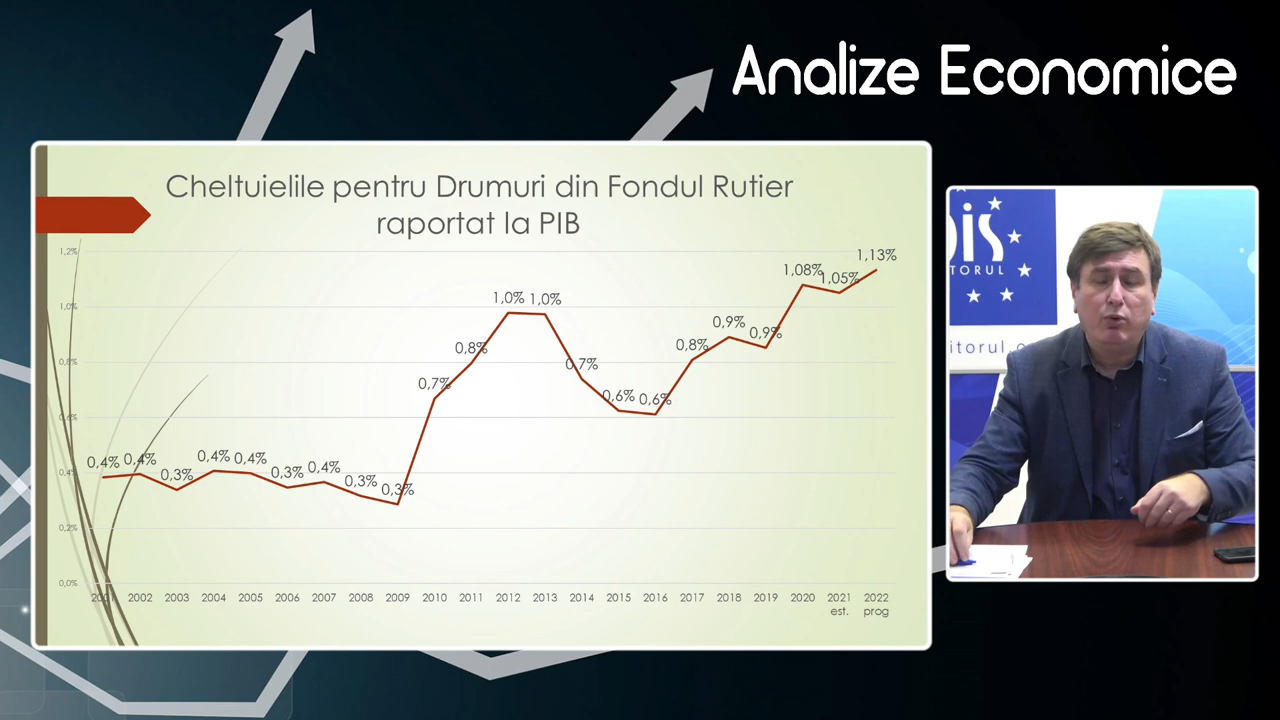 Analize Economice
Cheltuielile pentru Drumuri din Fondul Rutier
raportat la PIB
1,2%
1,0%
0,8%
0,6%
0,4%
0,2%
0,0%
0,4% 0,4% 0,3% 0,4% 0,4% 0,3% 0,4% 0,3% 0,3% 0,7% 0,8% 1,0% 1,0% 0,7% 0,6% 0,6% 0,8% 0,9% 0,9% 1,08% 1,05% 1,13%
2001 2002 2003 2004 2005 2006 2007 2008 2009 2010 2011 2012 2013 2014 2015 2016 2017 2018 2019 2020 2021 2022
est. prog
IS
TORUL
itorul.